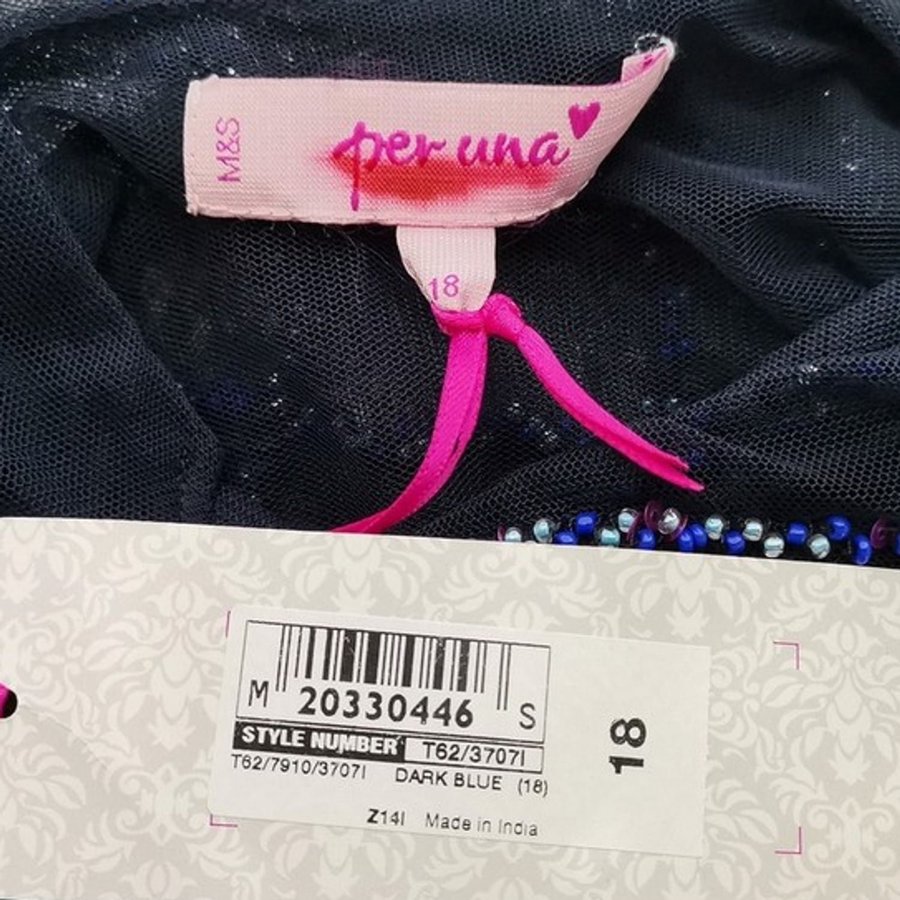 M&S
per una
18
M 20330446 S
STYLE NUMBER T62/3707I
T62/7910/3707I DARK BLUE (18)
Z14I Made in India
18